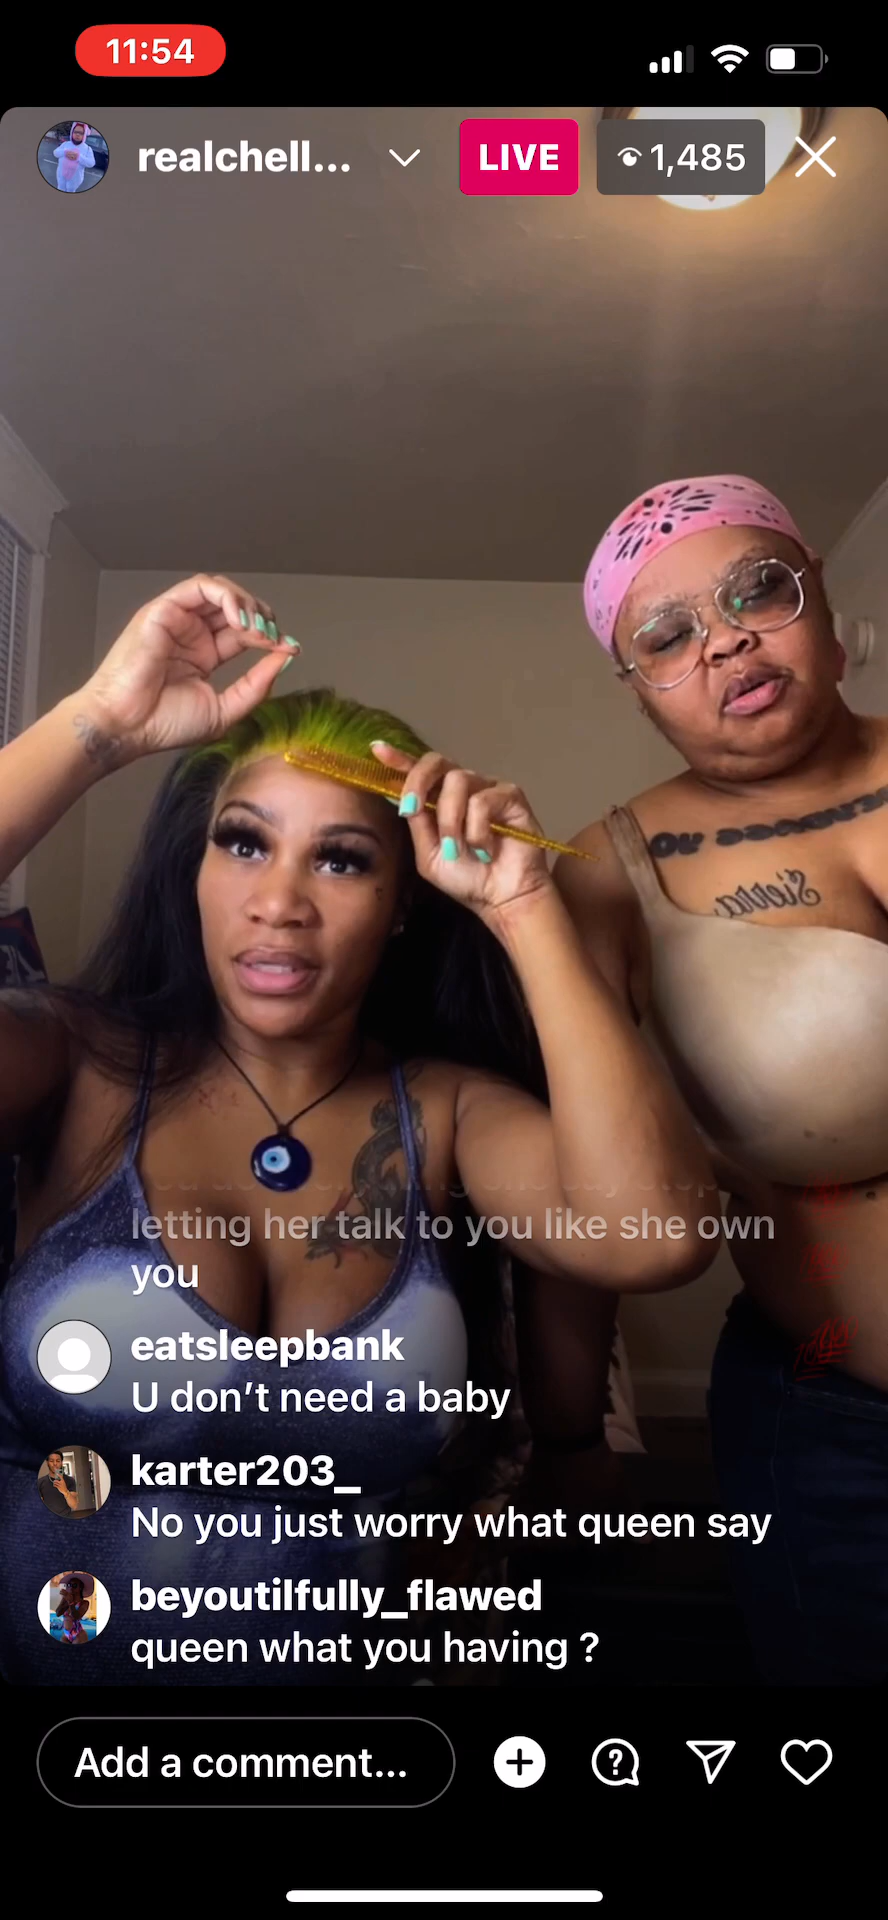 11:54
realchell...
LIVE
1,485
Sierra
letting her talk to you like she own
you
eatsleepbank
U don't need a baby
karter203_
No you just worry what queen say
beyoutilfully_flawed
queen what you having ?
Add a comment...